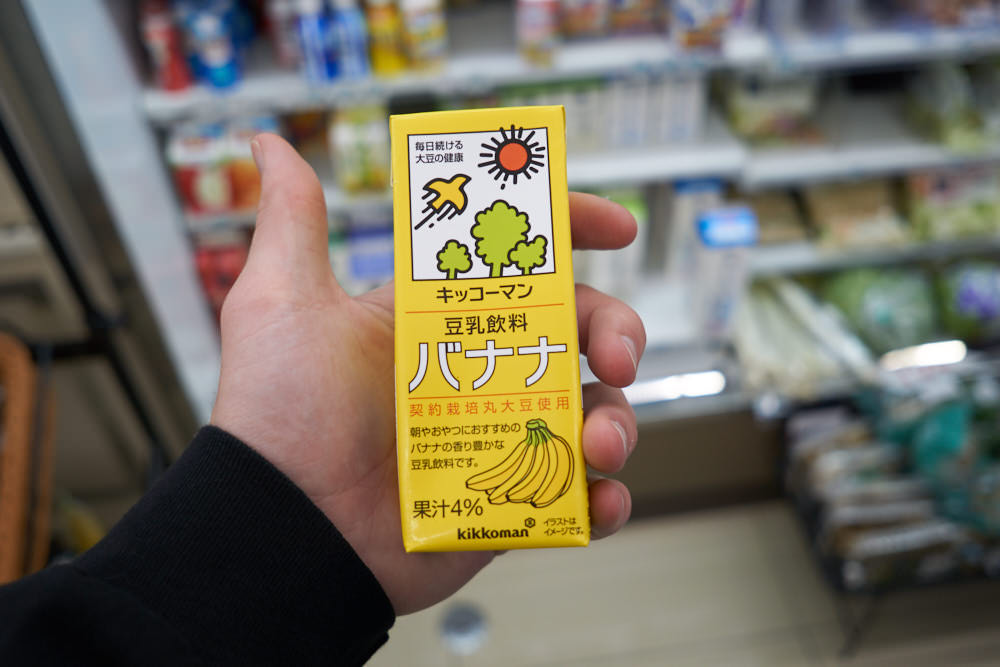 毎日続ける
大豆の健康
キッコーマン
豆乳飲料
バナナ
契約栽培丸大豆使用
朝やおやつにおすすめの
バナナの香り豊かな
豆乳飲料です。
果汁4%
kikkoman
イラストは
イメージです。